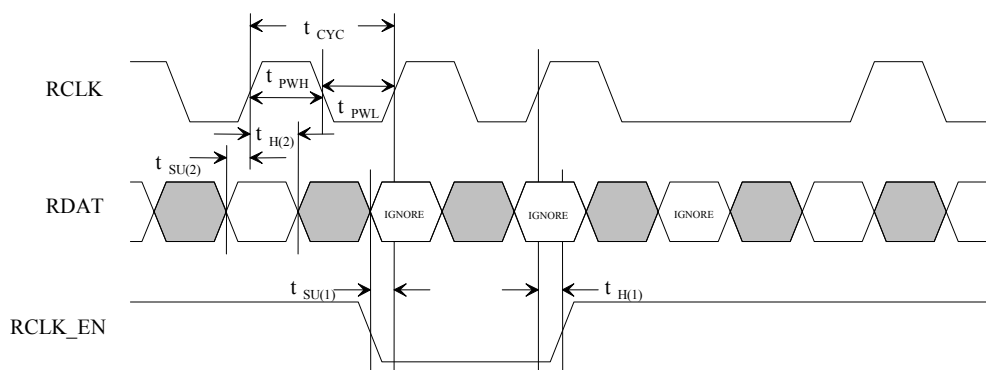 t CYC
RCLK
t PWH
t PWL
t H(2)
t SU(2)
RDAT
IGNORE IGNORE IGNORE
t SU(1)
t H(1)
RCLK_EN